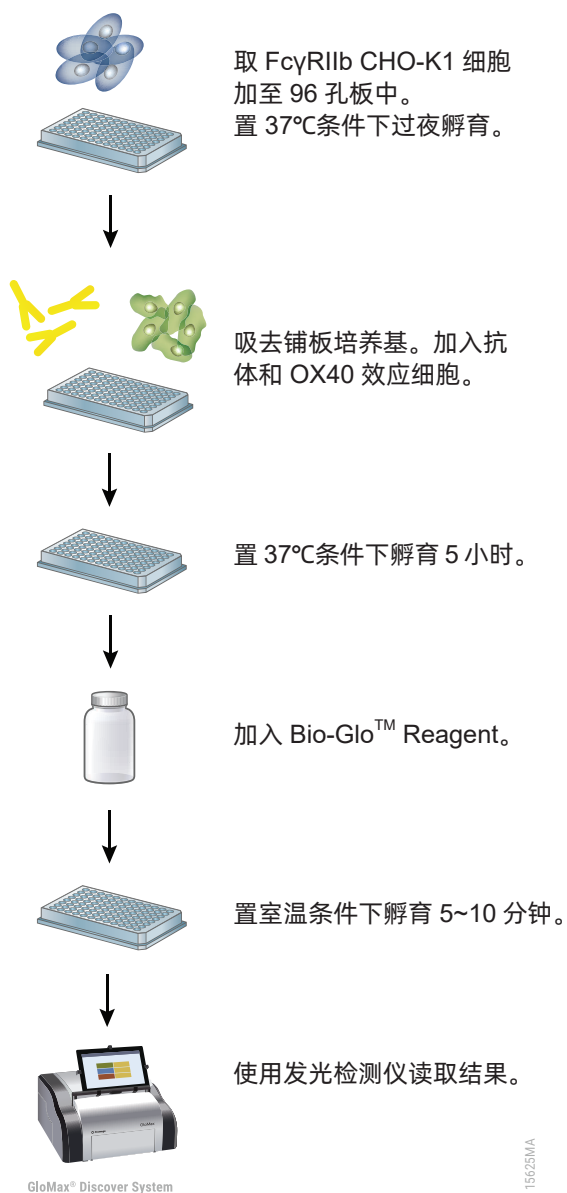 取 FcγRIIb CHO-K1 细胞
加至 96 孔板中。
置 37℃条件下过夜孵育。
吸去铺板培养基。加入抗
体和 OX40 效应细胞。
置 37℃条件下孵育 5 小时。
加入 Bio-Glo™ Reagent。
置室温条件下孵育 5~10 分钟。
使用发光检测仪读取结果。
GloMax
GloMax® Discover System
15625MA